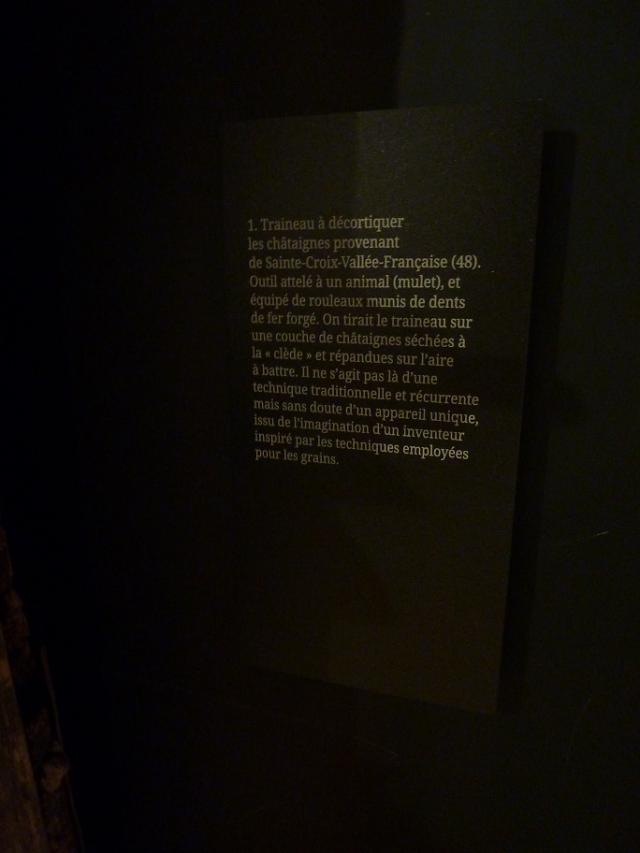 1. Traineau à décortiquer
les châtaignes provenant
de Sainte-Croix-Vallée-Française (48).
Outil attelé à un animal (mulet), et
équipé de rouleaux munis de dents
de fer forgé. On tirait le traineau sur
une couche de châtaignes séchées à
la « clède » et répandues sur l'aire
à battre. Il ne s'agit pas là d'une
technique traditionnelle et récurrente
mais sans doute d'un appareil unique,
issu de l'imagination d'un inventeur
inspiré par les techniques employées
pour les grains.